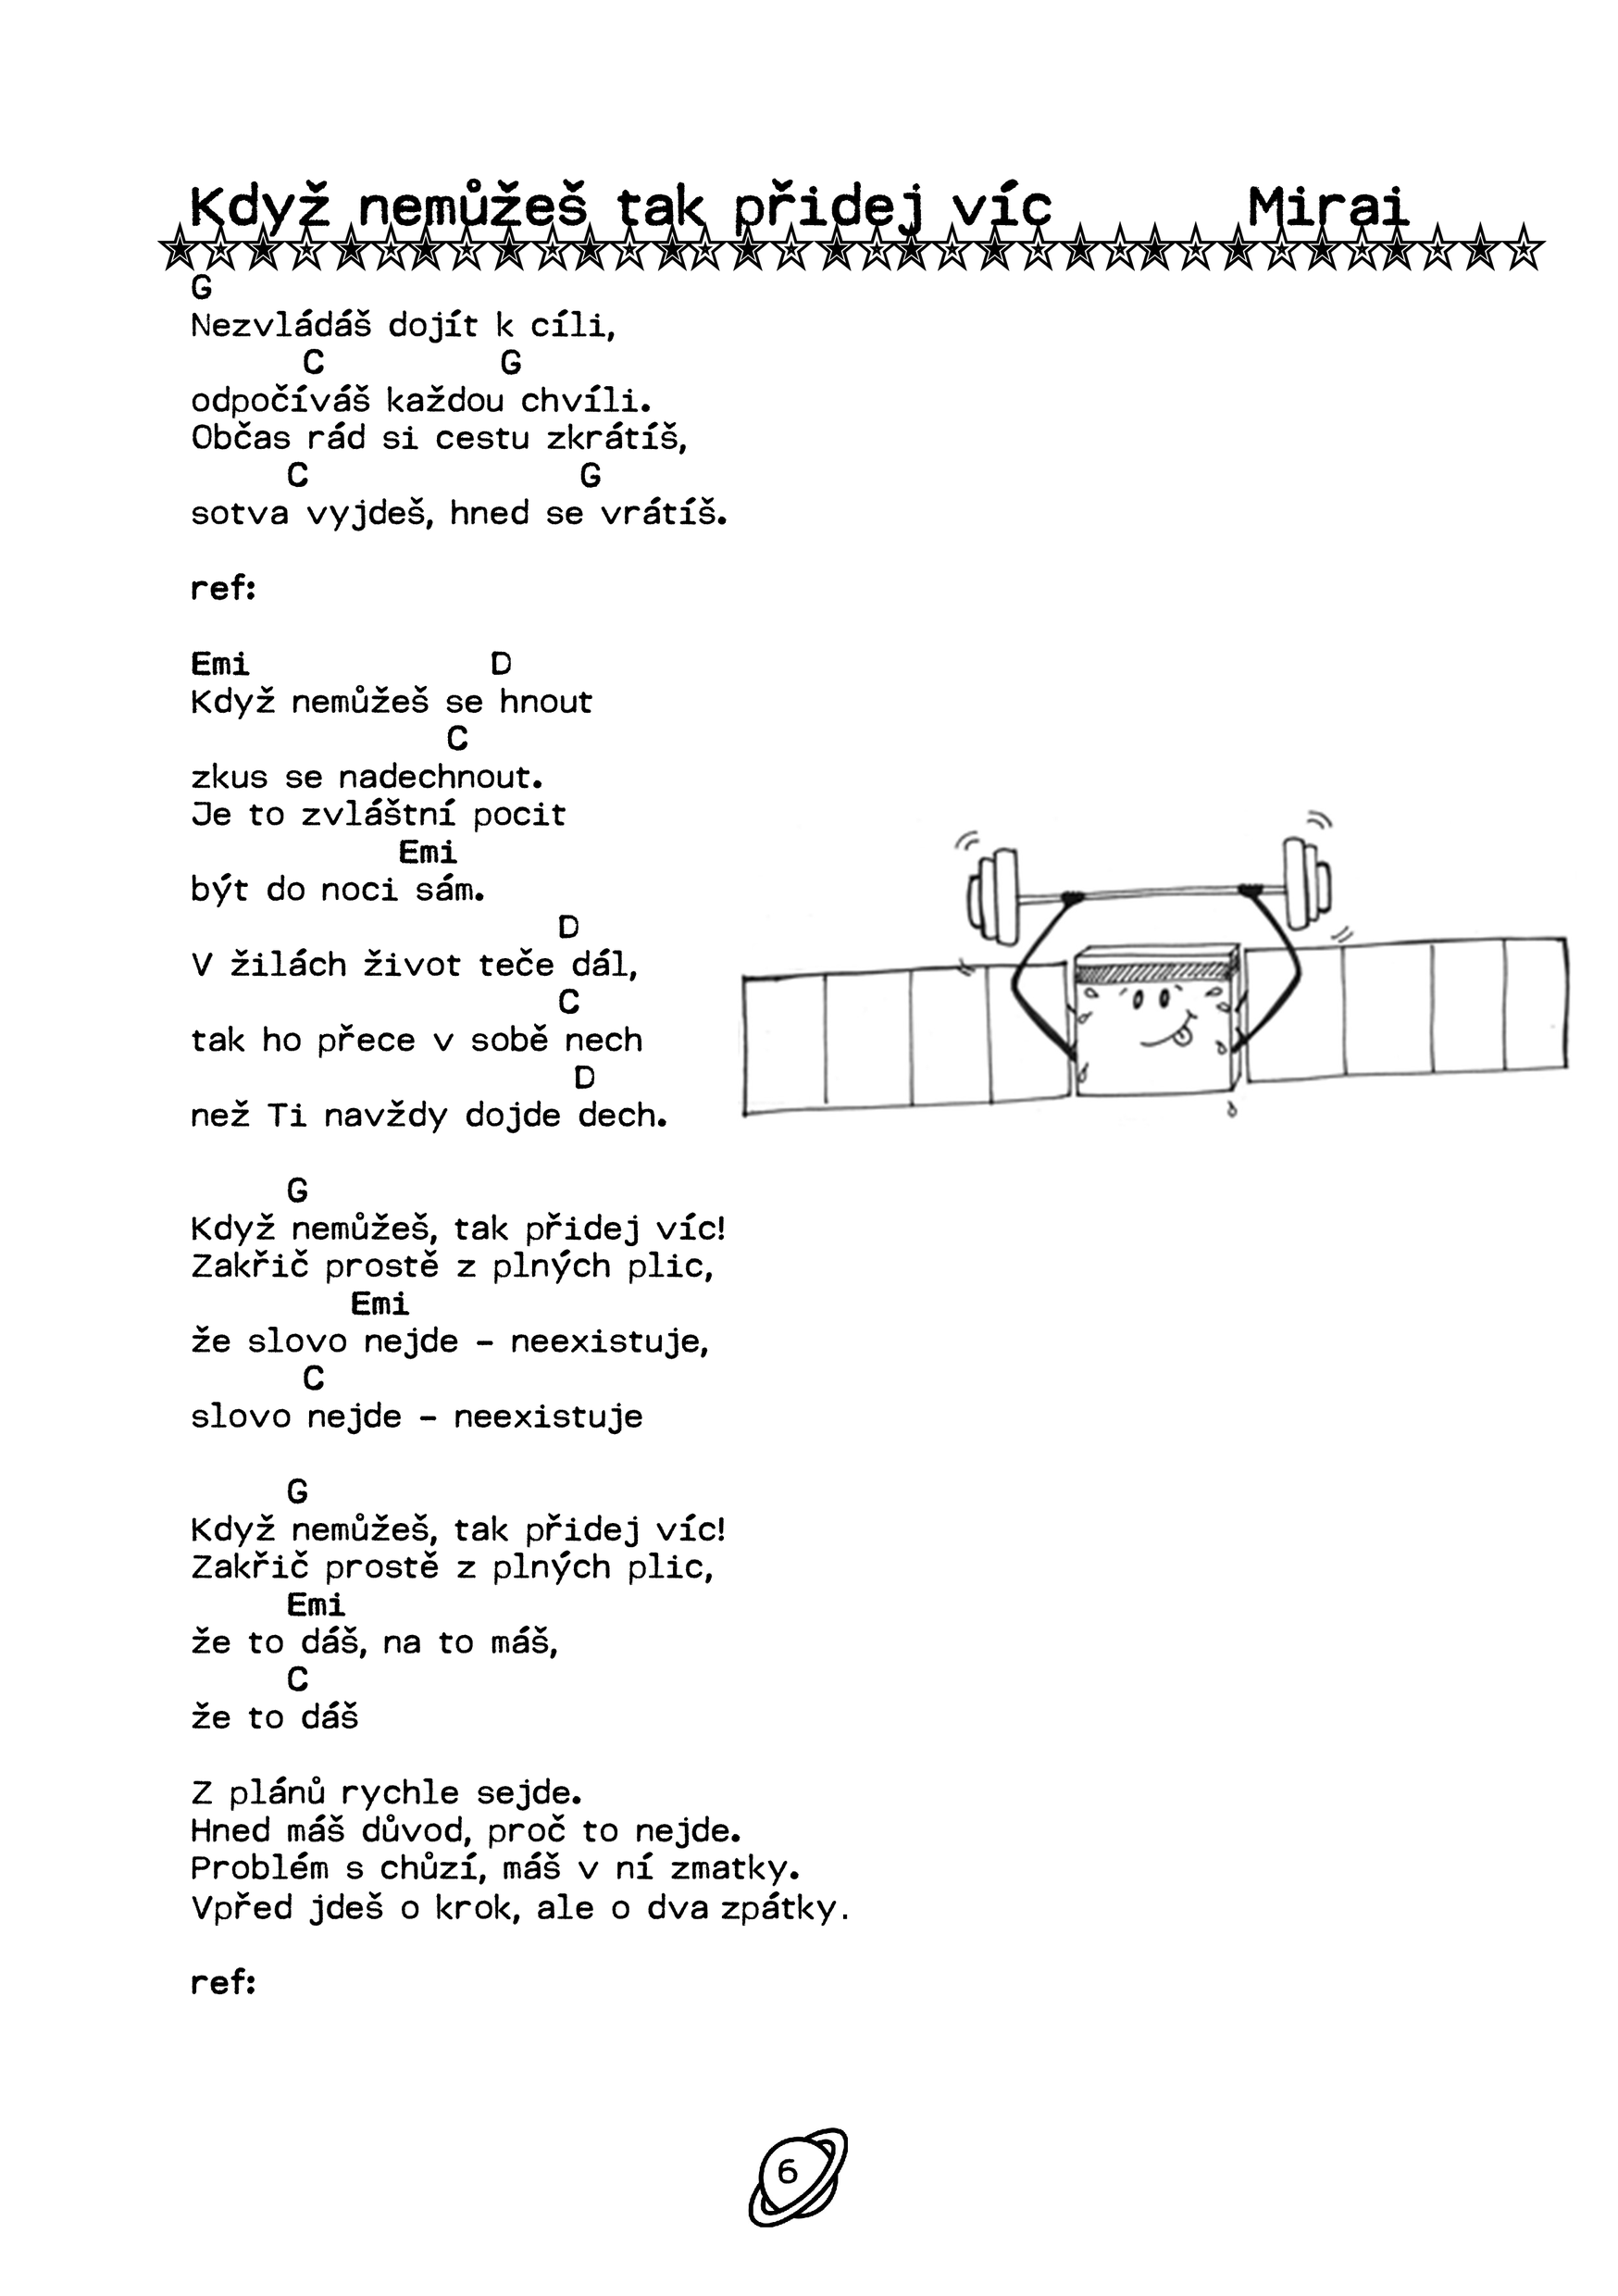 Když nemůžeš tak přidej víc Mirai
G
Nezvládáš dojít k cíli,
C G
odpočíváš každou chvíli.
Občas rád si cestu zkrátíš,
C G
sotva vyjdeš, hned se vrátíš.
ref:
Emi D
Když nemůžeš se hnout
C
zkus se nadechnout.
Je to zvláštní pocit
Emi
být do noci sám.
D
V žilách život teče dál,
C
tak ho přece v sobě nech
D
než Ti navždy dojde dech.
G
Když nemůžeš, tak přidej víc!
Zakřič prostě z plných plic,
Emi
že slovo nejde - neexistuje,
C
slovo nejde - neexistuje
G
Když nemůžeš, tak přidej víc!
Zakřič prostě z plných plic,
Emi
že to dáš, na to máš,
C
že to dáš
Z plánů rychle sejde.
Hned máš důvod, proč to nejde.
Problém s chůzí, máš v ní zmatky.
Vpřed jdeš o krok, ale o dva zpátky.
ref:
6